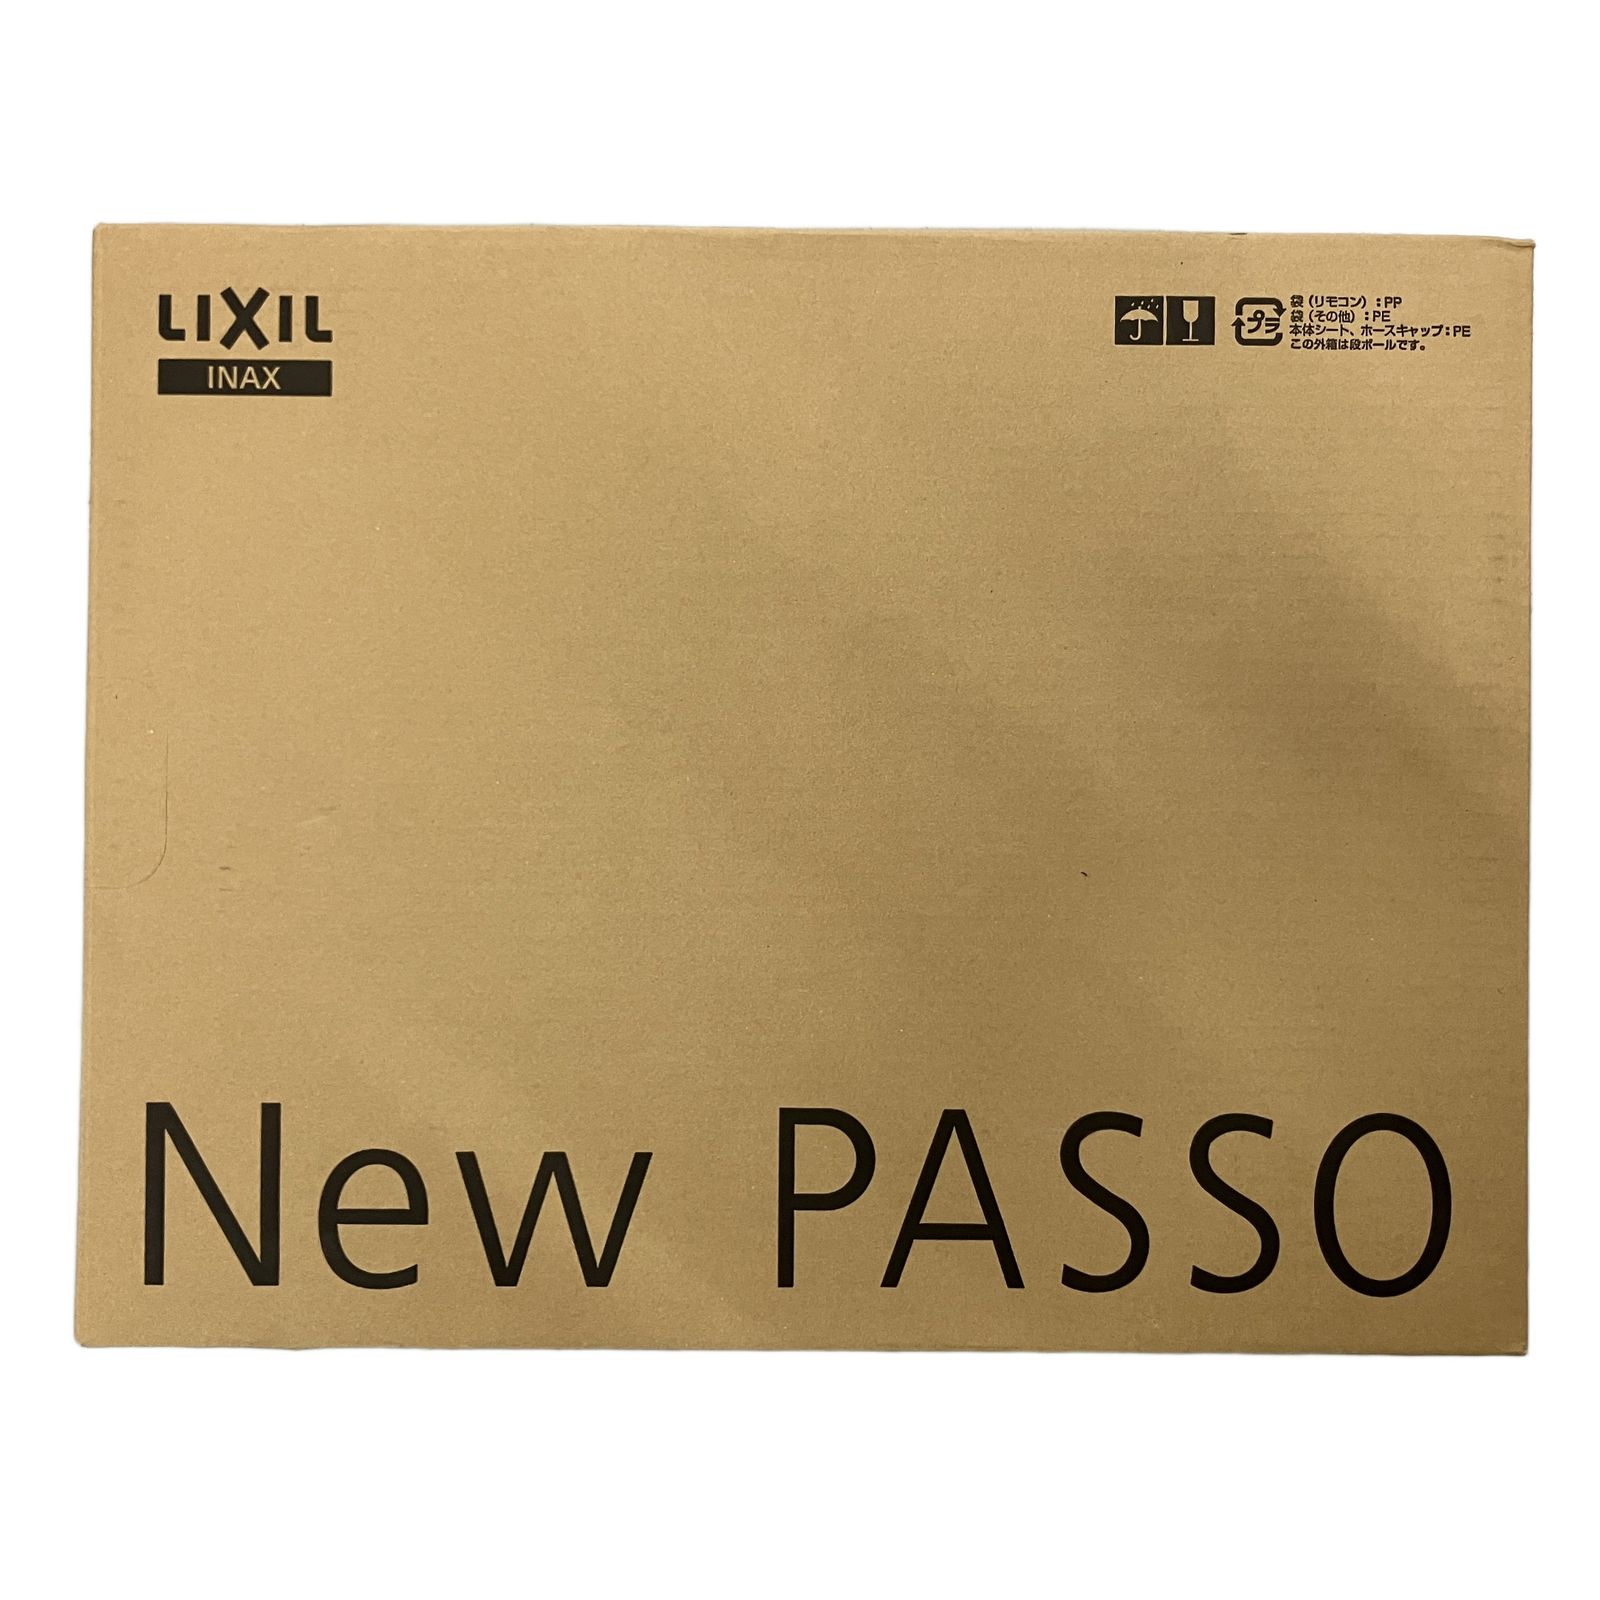 LIXIL
INAX
プラ
袋（リモコン）：PP
袋（その他）：PE
本体シート、ホースキャップ：PE
この外箱は段ボールです。
New PASSO